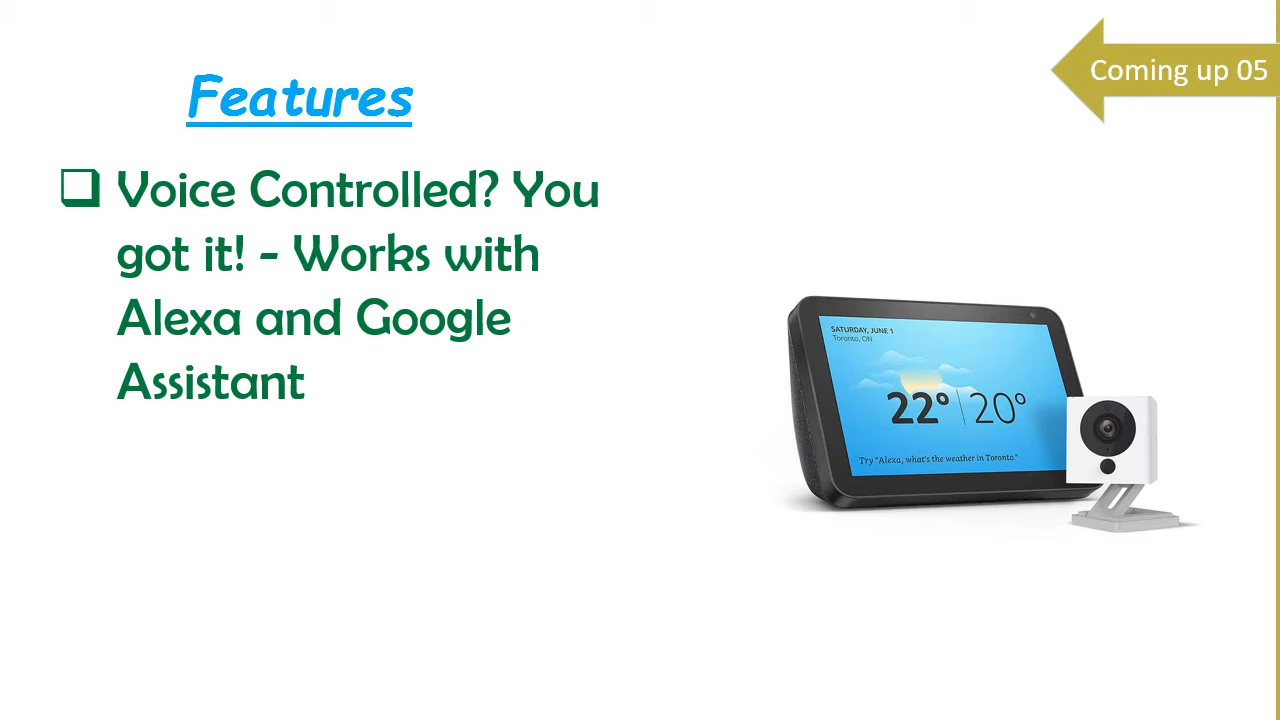 Coming up 05
Features
Voice Controlled? You
got it! - Works with
Alexa and Google
Assistant
SATURDAY, JUNE 1
Toronto, ON
22° 20°
Try "Alexa, what's the weather in Toronto."